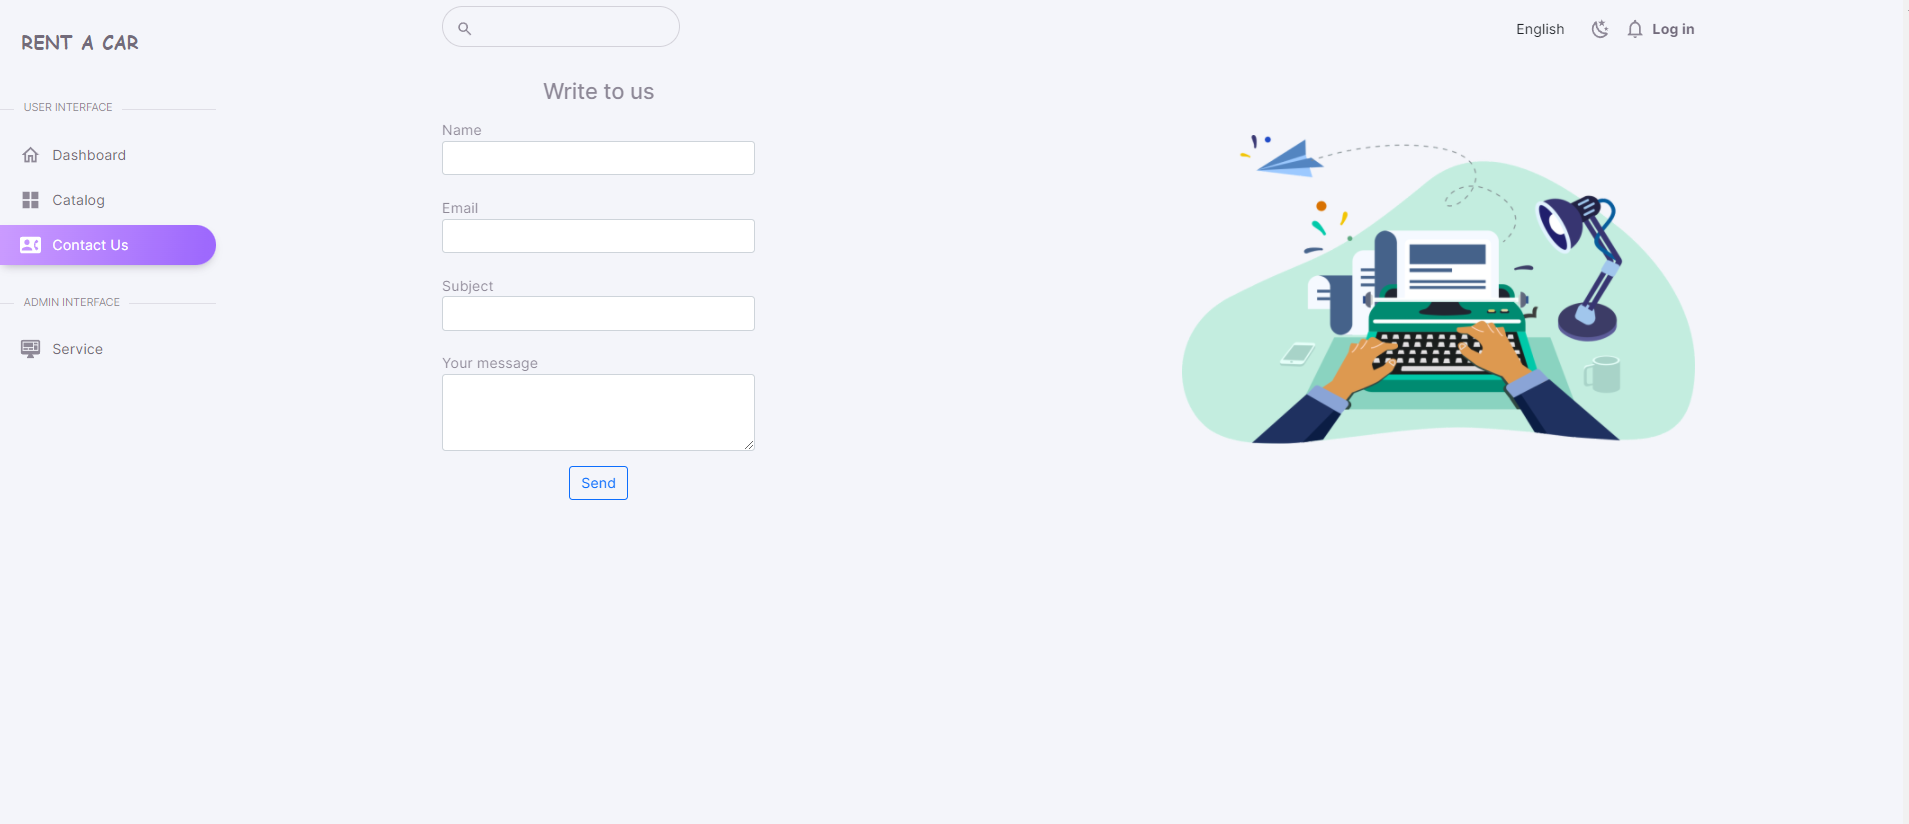 RENT A CAR
English
Log in
USER INTERFACE
Dashboard
Catalog
Contact Us
ADMIN INTERFACE
Service
Write to us
Name
Email
Subject
Your message
Send